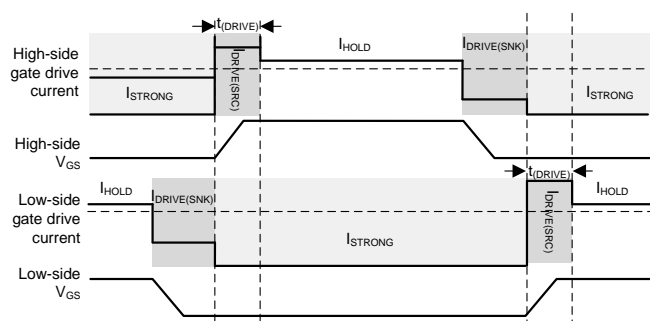 t(DRIVE)
High-side
gate drive
current
ISTRONG
IDRIVE(SRC)
IHOLD
IDRIVE(SNK)
ISTRONG
High-side
VGS
t(DRIVE)
IHOLD
IDRIVE(SNK)
Low-side
gate drive
current
ISTRONG
IDRIVE(SRC)
IHOLD
Low-side
VGS